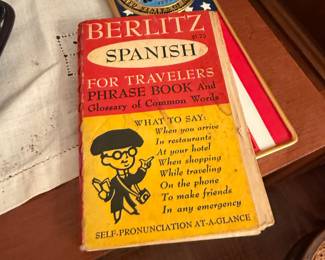 BERLITZ
$1.25
SPANISH
FOR TRAVELERS
PHRASE BOOK And
Glossary of Common Words
WHAT TO SAY:
When you arrive
In restaurants
At your hotel
When shopping
While traveling
On the phone
To make friends
In any emergency
SELF-PRONUNCIATION AT-A-GLANCE